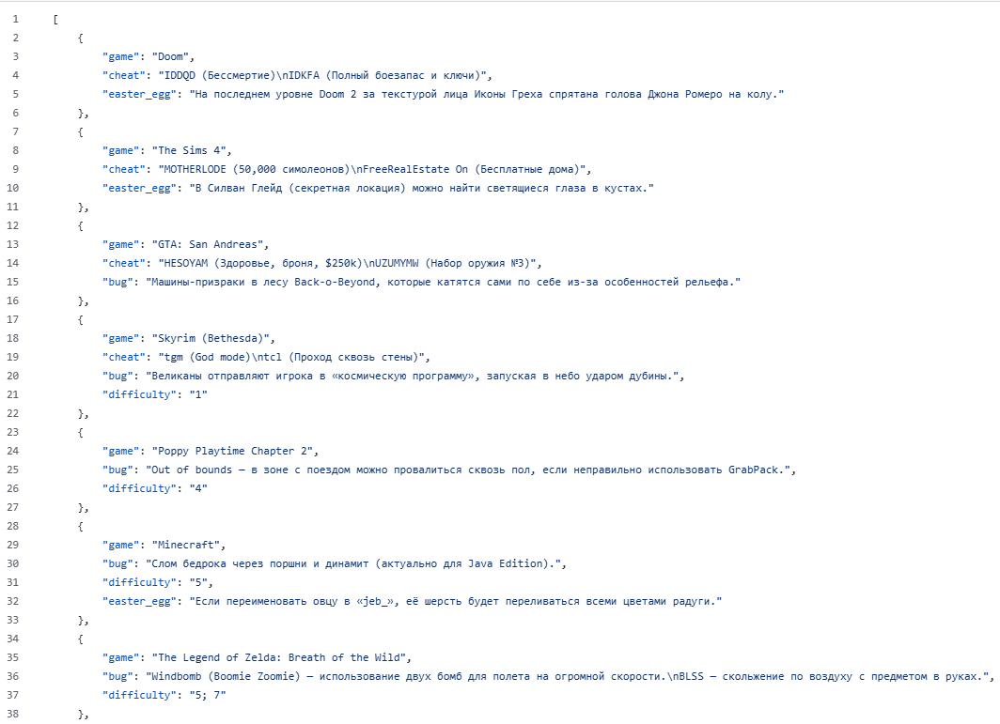 1 [
2 {
3 "game": "Doom",
4 "cheat": "IDDQD (Бессмертие)\nIDKFA (Полный боезапас и ключи)",
5 "easter_egg": "На последнем уровне Doom 2 за текстурой лица Иконы Греха спрятана голова Джона Ромеро на колу."
6 },
7 {
8 "game": "The Sims 4",
9 "cheat": "MOTHERLODE (50,000 симолеонов)\nFreeRealEstate On (Бесплатные дома)",
10 "easter_egg": "В Силван Глейд (секретная локация) можно найти светящиеся глаза в кустах."
11 },
12 {
13 "game": "GTA: San Andreas",
14 "cheat": "HESOYAM (Здоровье, броня, $250k)\nUZUMYMW (Набор оружия №3)",
15 "bug": "Машины-призраки в лесу Back-o-Beyond, которые катятся сами по себе из-за особенностей рельефа."
16 },
17 {
18 "game": "Skyrim (Bethesda)",
19 "cheat": "tgm (God mode)\ntcl (Проход сквозь стены)",
20 "bug": "Великаны отправляют игрока в «космическую программу», запуская в небо ударом дубины.",
21 "difficulty": "1"
22 },
23 {
24 "game": "Poppy Playtime Chapter 2",
25 "bug": "Out of bounds — в зоне с поездом можно провалиться сквозь пол, если неправильно использовать GrabPack.",
26 "difficulty": "4"
27 },
28 {
29 "game": "Minecraft",
30 "bug": "Слом бедрока через поршни и динамит (актуально для Java Edition).",
31 "difficulty": "5",
32 "easter_egg": "Если переименовать овцу в «jeb_», её шерсть будет переливаться всеми цветами радуги."
33 },
34 {
35 "game": "The Legend of Zelda: Breath of the Wild",
36 "bug": "Windbomb (Boomie Zoomie) — использование двух бомб для полета на огромной скорости.\nBLSS — скольжение по воздуху с предметом в руках.",
37 "difficulty": "5; 7"
38 },